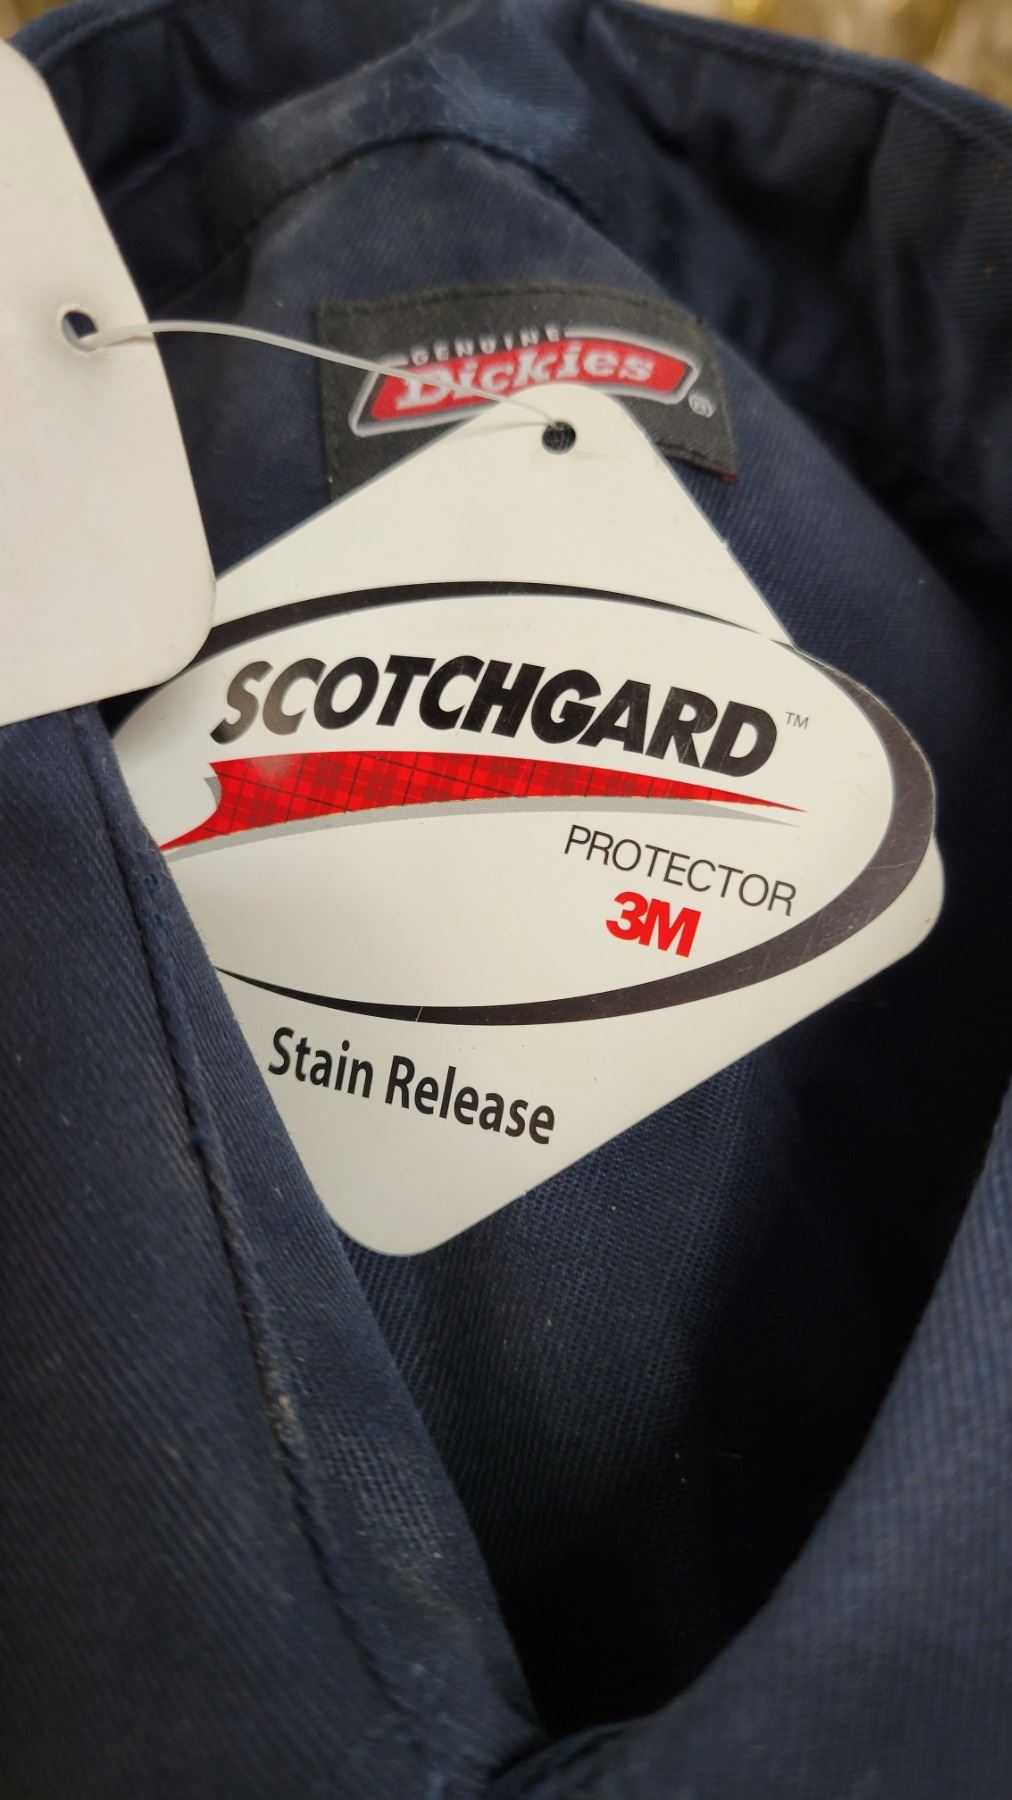 GENUINE
Dickies®
SCOTCHGARD™
PROTECTOR
3M
Stain Release